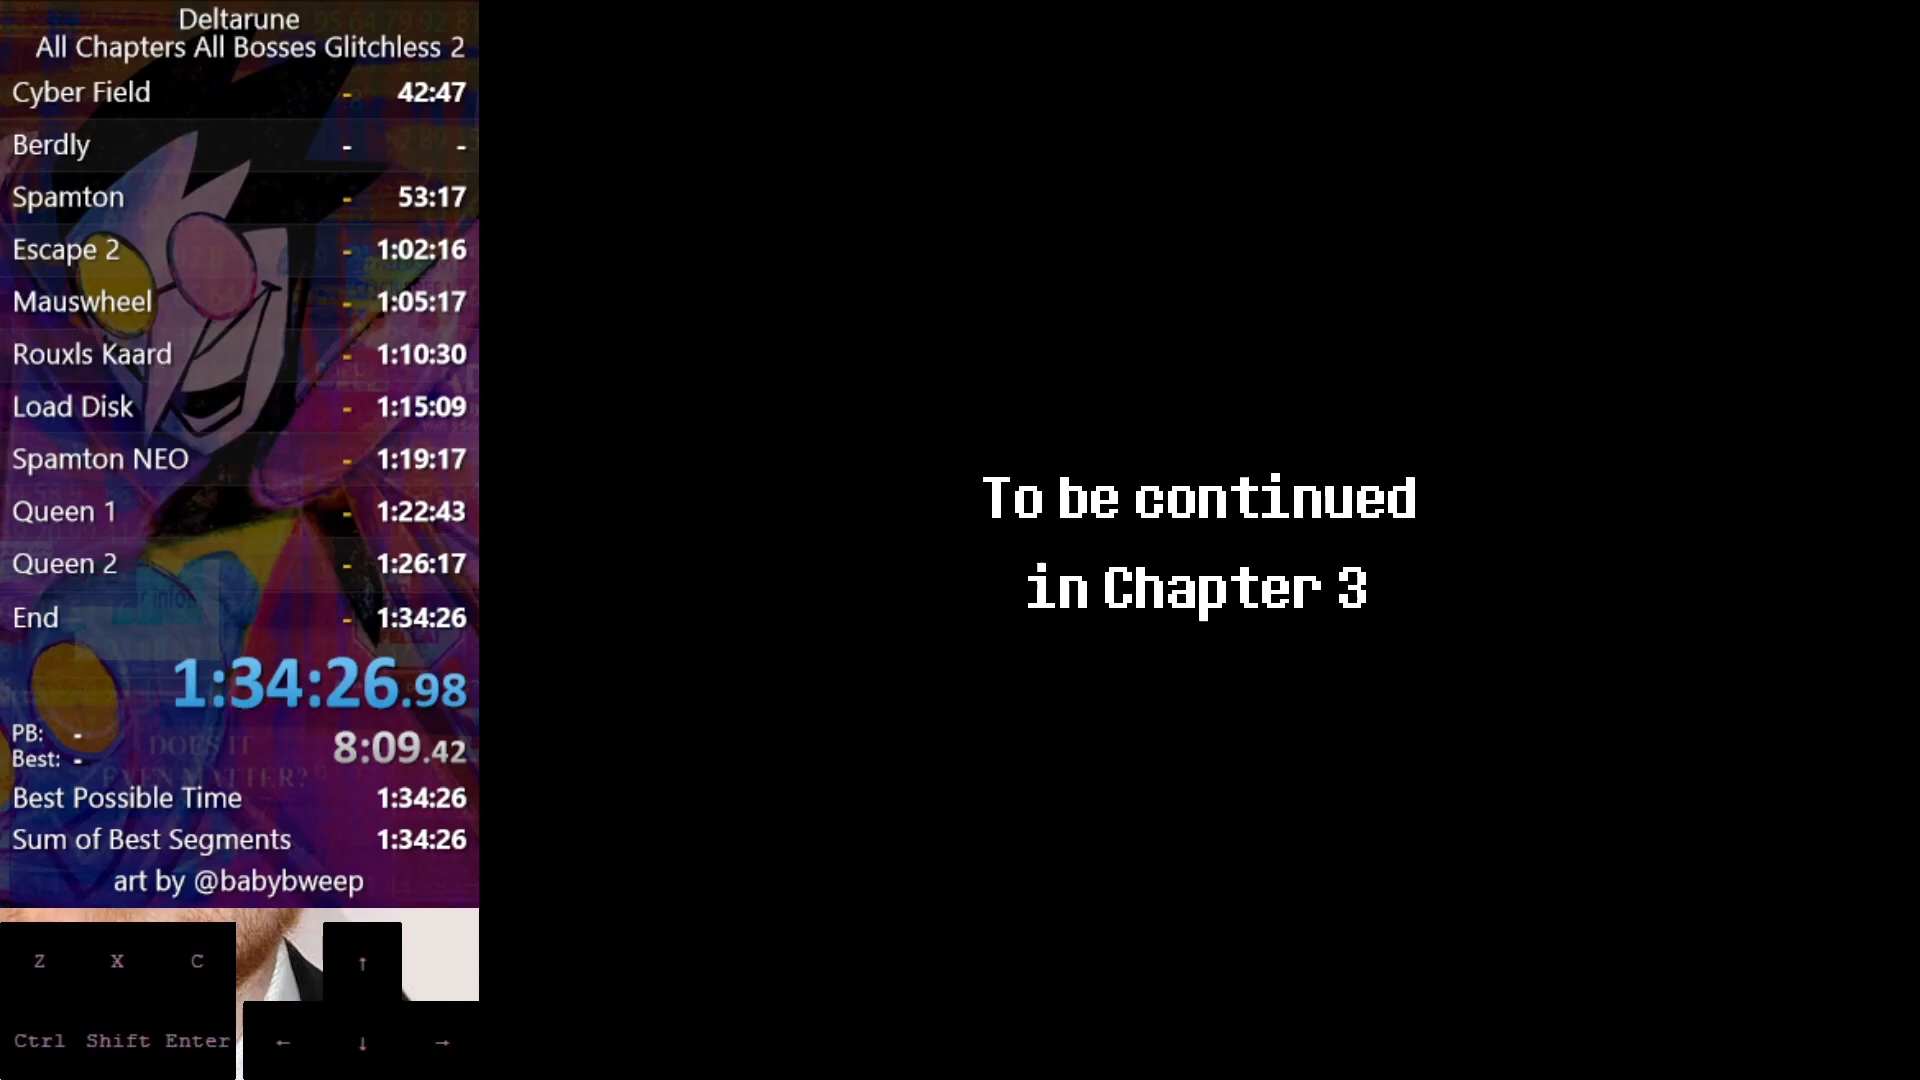 Deltarune
All Chapters All Bosses Glitchless 2
Cyber Field - 42:47
Berdly - -
Spamton - 53:17
Escape 2 - 1:02:16
Mauswheel - 1:05:17
Rouxls Kaard - 1:10:30
Load Disk - 1:15:09
Spamton NEO - 1:19:17
Queen 1 - 1:22:43
Queen 2 - 1:26:17
End - 1:34:26
1:34:26.98
PB: -
Best: -
8:09.42
DOES IT
EVEN MATTER?
Best Possible Time 1:34:26
Sum of Best Segments 1:34:26
art by @babybweep
Z X C ↑
Ctrl Shift Enter ← ↓ →
To be continued
in Chapter 3